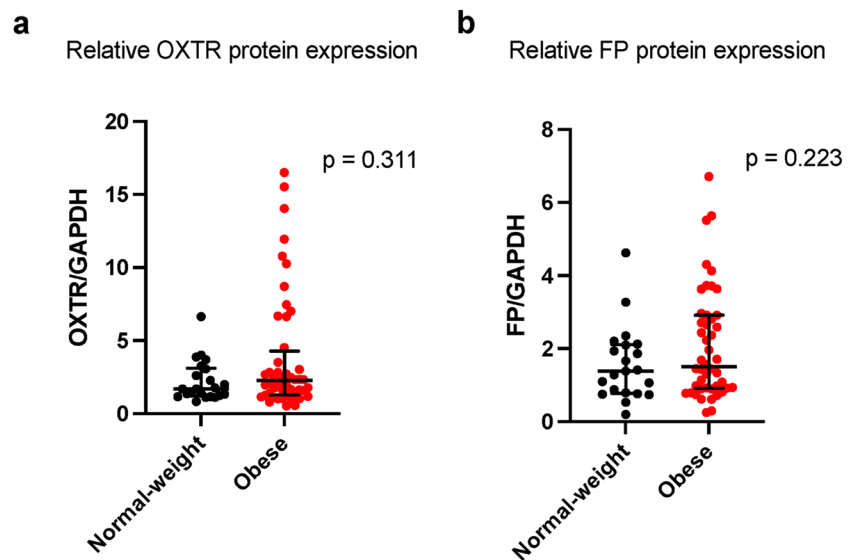 a
Relative OXTR protein expression
20
15
10
5
0
OXTR/GAPDH
p = 0.311
Normal-weight
Obese
b
Relative FP protein expression
8
6
4
2
0
FP/GAPDH
p = 0.223
Normal-weight
Obese